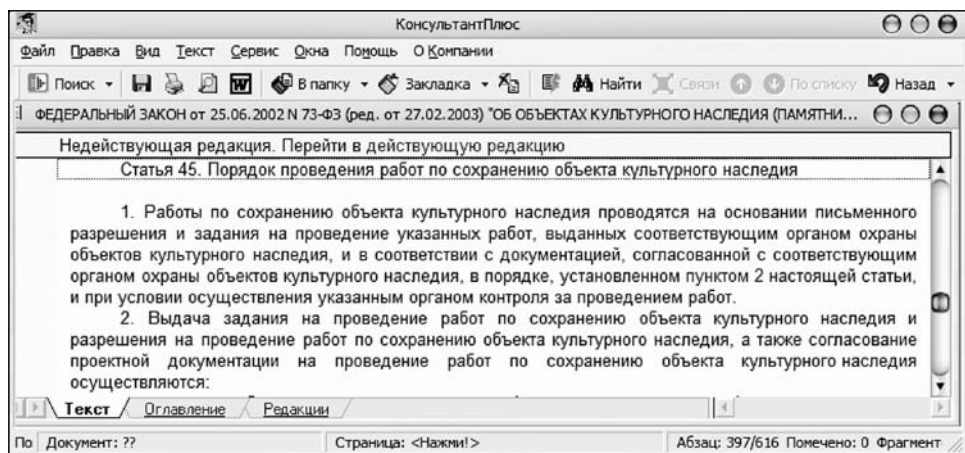 КонсультантПлюс
Файл Правка Вид Текст Сервис Окна Помощь О Компании
Поиск В папку Закладка Найти Связи По списку Назад
ФЕДЕРАЛЬНЫЙ ЗАКОН от 25.06.2002 N 73-ФЗ (ред. от 27.02.2003) "ОБ ОБЪЕКТАХ КУЛЬТУРНОГО НАСЛЕДИЯ (ПАМЯТНИ...
Недействующая редакция. Перейти в действующую редакцию
Статья 45. Порядок проведения работ по сохранению объекта культурного наследия
1. Работы по сохранению объекта культурного наследия проводятся на основании письменного
разрешения и задания на проведение указанных работ, выданных соответствующим органом охраны
объектов культурного наследия, и в соответствии с документацией, согласованной с соответствующим
органом охраны объектов культурного наследия, в порядке, установленном пунктом 2 настоящей статьи,
и при условии осуществления указанным органом контроля за проведением работ.
2. Выдача задания на проведение работ по сохранению объекта культурного наследия и
разрешения на проведение работ по сохранению объекта культурного наследия, а также согласование
проектной документации на проведение работ по сохранению объекта культурного наследия
осуществляются:
Текст Оглавление Редакции
По Документ: ?? Страница: <Нажми!> Абзац: 397/616 Помечено: 0 Фрагмент